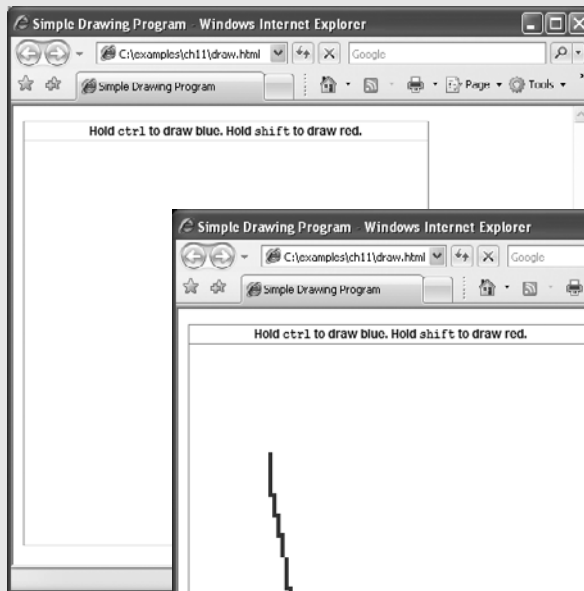 Simple Drawing Program - Windows Internet Explorer
C:\examples\ch11\draw.html
Google
Simple Drawing Program
Page
Tools
Hold ctrl to draw blue. Hold shift to draw red.
Simple Drawing Program - Windows Internet Explorer
C:\examples\ch11\draw.html
Google
Simple Drawing Program
Hold ctrl to draw blue. Hold shift to draw red.